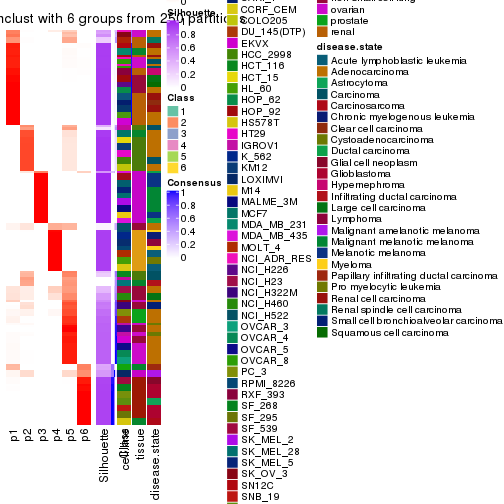 nclust with 6 groups from 250 partitions
p1
p2
p3
p4
p5
p6
Silhouette
cell.line
tissue
disease.state
0
Silhouette
1
0.8
0.6
0.4
0.2
0
Class
1
2
3
4
5
6
Consensus
1
0.8
0.6
0.4
0.2
0
CCRF_CEM
COLO205
DU_145(DTP)
EKVX
HCC_2998
HCT_116
HCT_15
HL_60
HOP_62
HOP_92
HS578T
HT29
IGROV1
K_562
KM12
LOXIMVI
M14
MALME_3M
MCF7
MDA_MB_231
MDA_MB_435
MOLT_4
NCI_ADR_RES
NCI_H226
NCI_H23
NCI_H322M
NCI_H460
NCI_H522
OVCAR_3
OVCAR_4
OVCAR_5
OVCAR_8
PC_3
RPMI_8226
RXF_393
SF_268
SF_295
SF_539
SK_MEL_2
SK_MEL_28
SK_MEL_5
SK_OV_3
SN12C
SNB_19
ovarian
prostate
renal
disease.state
Acute lymphoblastic leukemia
Adenocarcinoma
Astrocytoma
Carcinoma
Carcinosarcoma
Chronic myelogenous leukemia
Clear cell carcinoma
Cystoadenocarcinoma
Ductal carcinoma
Glial cell neoplasm
Glioblastoma
Hypernephroma
Infiltrating ductal carcinoma
Large cell carcinoma
Lymphoma
Malignant amelanotic melanoma
Malignant melanotic melanoma
Melanotic melanoma
Myeloma
Papillary infiltrating ductal carcinoma
Pro myelocytic leukemia
Renal cell carcinoma
Renal spindle cell carcinoma
Small cell bronchioalveolar carcinoma
Squamous cell carcinoma